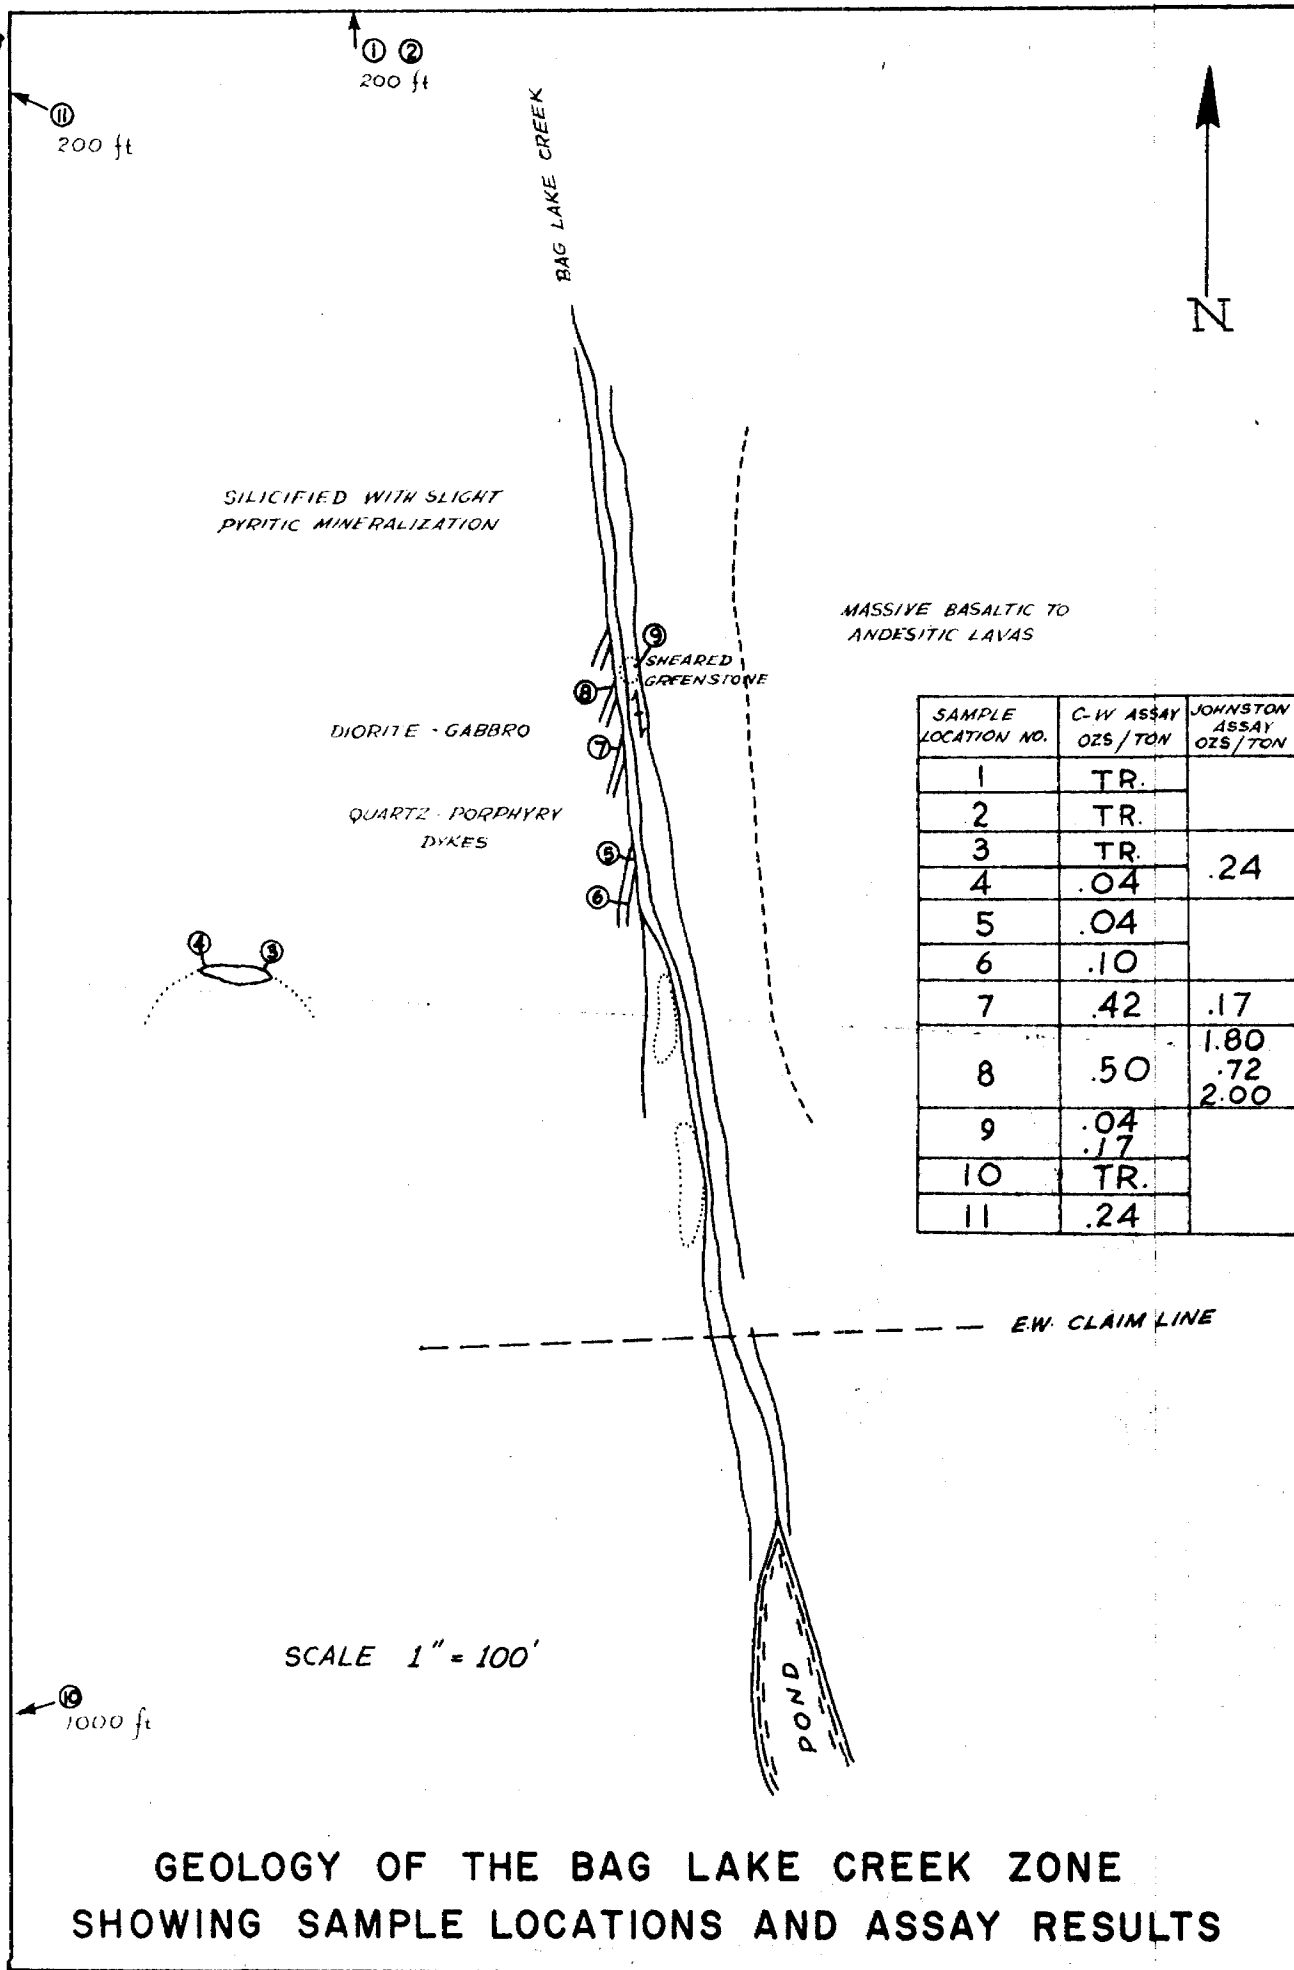 ① ②
200 ft
⑪
200 ft
BAG LAKE CREEK
N
SILICIFIED WITH SLIGHT
PYRITIC MINERALIZATION
MASSIVE BASALTIC TO
ANDESITIC LAVAS
⑨
SHEARED
GREENSTONE
⑧
DIORITE - GABBRO
⑦
QUARTZ - PORPHYRY
DYKES
⑤
⑥
④ ③
SAMPLE LOCATION NO. C-W ASSAY OZS / TON JOHNSTON ASSAY OZS / TON
1 TR.
2 TR.
3 TR.
.24
4 .04
5 .04
6 .10
7 .42 .17
1.80
8 .50 .72
2.00
9 .04
.17
10 TR.
11 .24
E.W. CLAIM LINE
SCALE 1" = 100'
⑩
1000 ft
POND
GEOLOGY OF THE BAG LAKE CREEK ZONE
SHOWING SAMPLE LOCATIONS AND ASSAY RESULTS